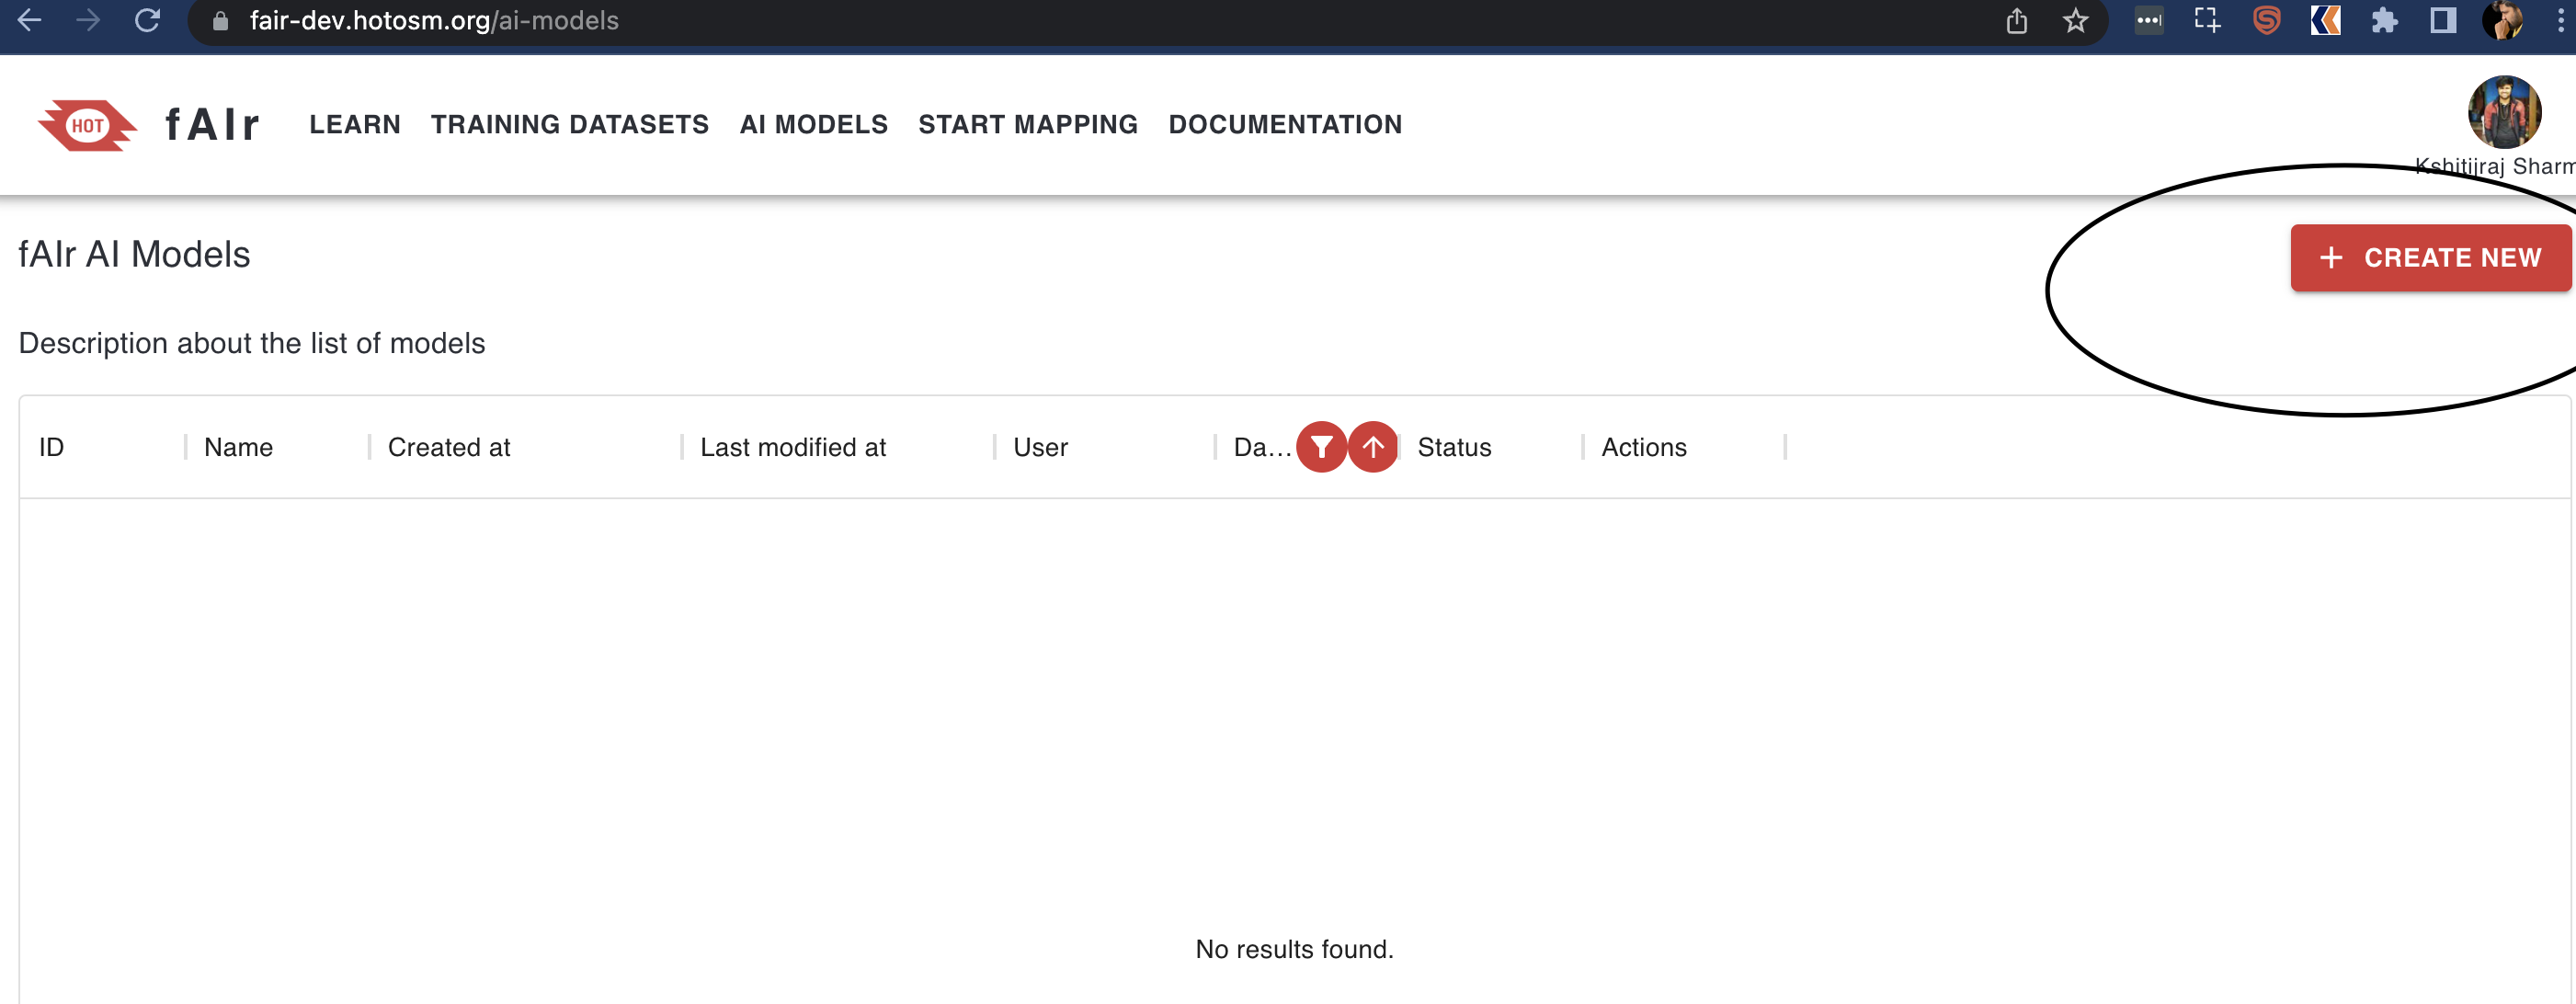 fair-dev.hotosm.org/ai-models
HOT
fAIr
LEARN TRAINING DATASETS AI MODELS START MAPPING DOCUMENTATION
Kshitijraj Sharm
fAIr AI Models
+ CREATE NEW
Description about the list of models
ID Name Created at Last modified at User Da... Status Actions
No results found.